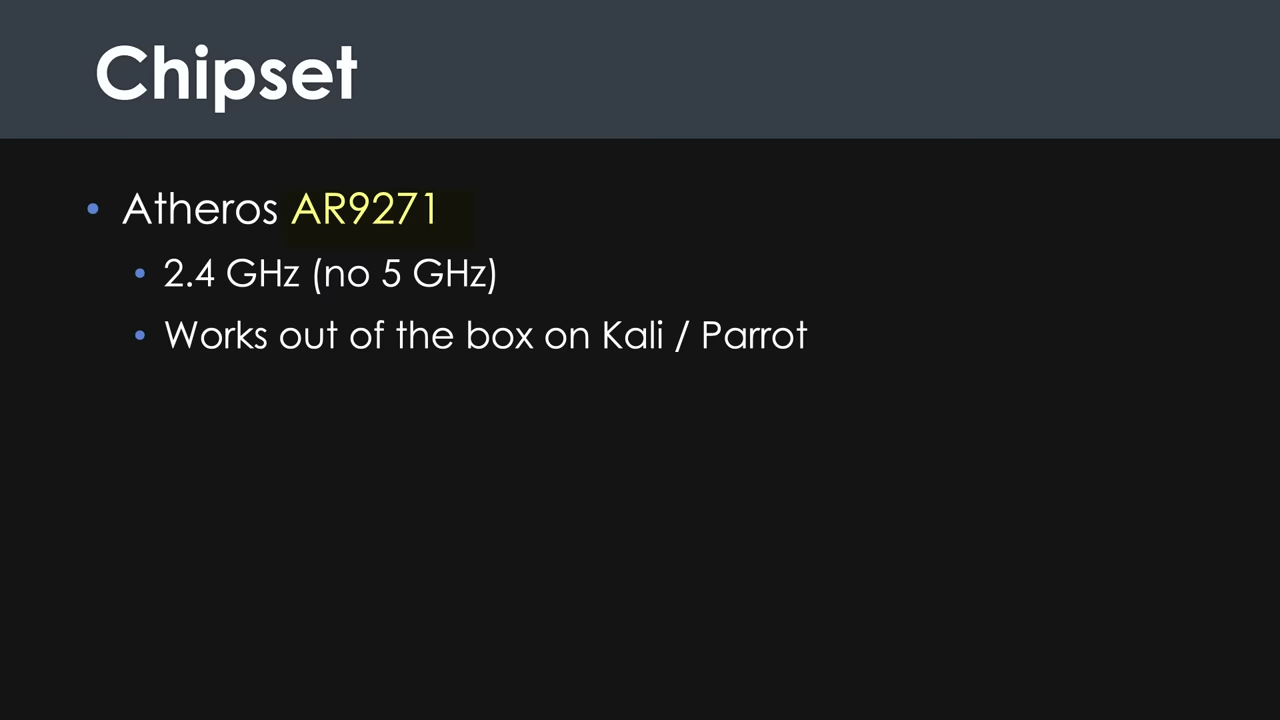 Chipset
• Atheros AR9271
• 2.4 GHz (no 5 GHz)
• Works out of the box on Kali / Parrot